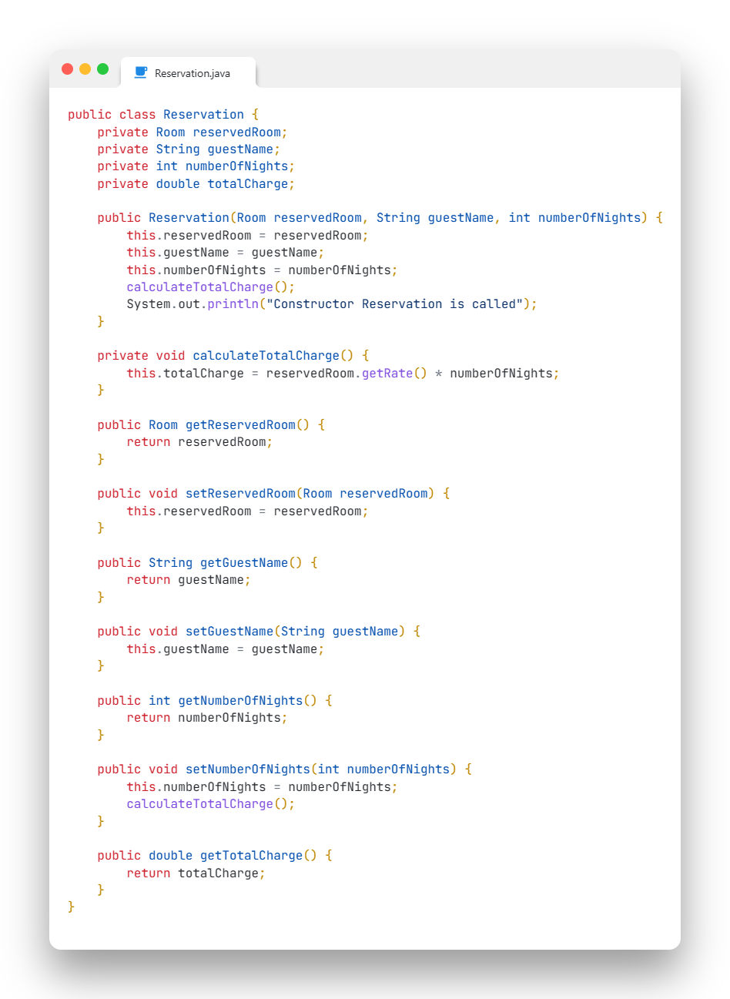 Reservation.java
public class Reservation {
    private Room reservedRoom;
    private String guestName;
    private int numberOfNights;
    private double totalCharge;

    public Reservation(Room reservedRoom, String guestName, int numberOfNights) {
        this.reservedRoom = reservedRoom;
        this.guestName = guestName;
        this.numberOfNights = numberOfNights;
        calculateTotalCharge();
        System.out.println("Constructor Reservation is called");
    }

    private void calculateTotalCharge() {
        this.totalCharge = reservedRoom.getRate() * numberOfNights;
    }

    public Room getReservedRoom() {
        return reservedRoom;
    }

    public void setReservedRoom(Room reservedRoom) {
        this.reservedRoom = reservedRoom;
    }

    public String getGuestName() {
        return guestName;
    }

    public void setGuestName(String guestName) {
        this.guestName = guestName;
    }

    public int getNumberOfNights() {
        return numberOfNights;
    }

    public void setNumberOfNights(int numberOfNights) {
        this.numberOfNights = numberOfNights;
        calculateTotalCharge();
    }

    public double getTotalCharge() {
        return totalCharge;
    }
}